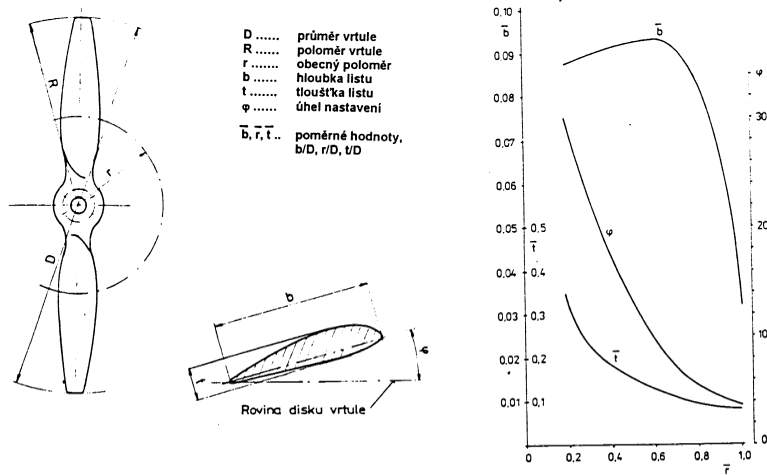 D ...... průměr vrtule
R ...... poloměr vrtule
r ...... obecný poloměr
b ...... hloubka listu
t ....... tloušťka listu
φ ...... úhel nastavení
b, r, t .. poměrné hodnoty,
b/D, r/D, t/D
R
r
D
b
φ
t
Rovina disku vrtule
0,10
b
0,09
0,08
0,07
0,06
0,05
0,04
0,03
0,02
0,01
0,5
t
0,4
0,3
0,2
0,1
b
φ
t
φ
30
20
10
0
0
0,2
0,4
0,6
0,8
1,0
r